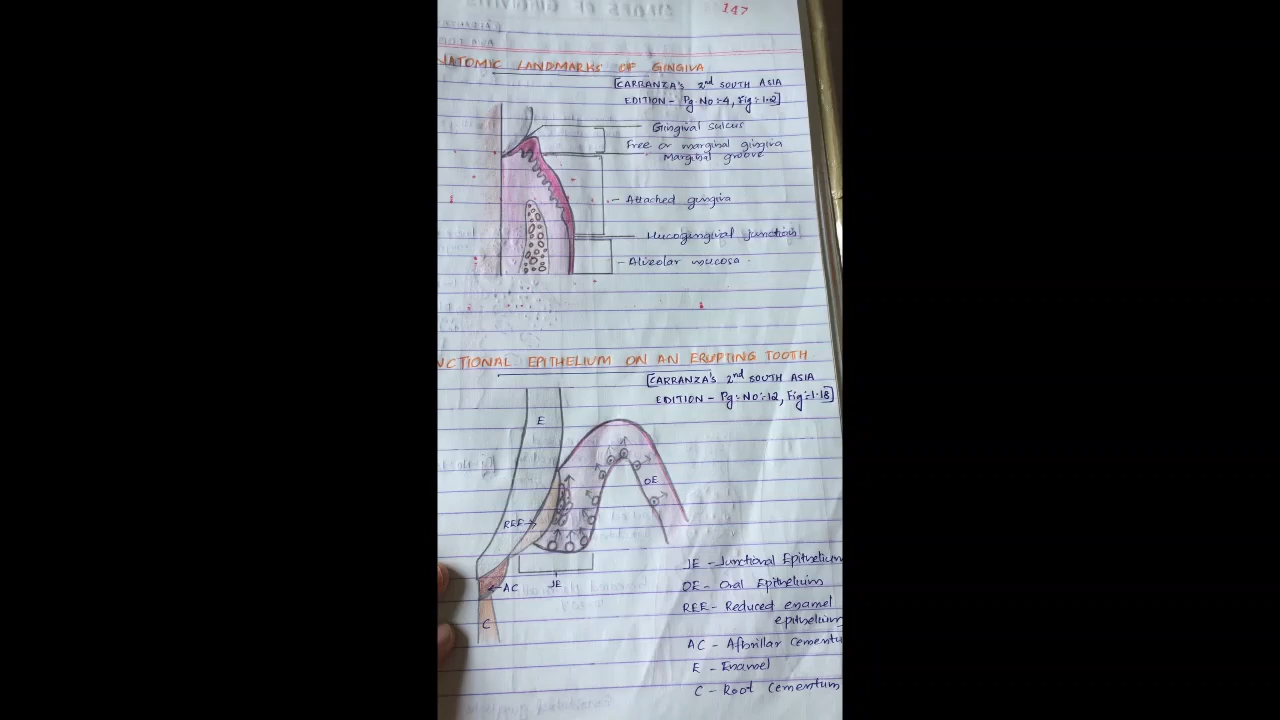 147
NATOMIC LANDMARKS OF GINGIVA
[CARRANZA's 2nd SOUTH ASIA
EDITION - Pg. No:-4, Fig:-1.2]
Gingival sulcus
Free or marginal gingiva
Marginal groove
Attached gingiva
Mucogingival junction
Alveolar mucosa
NCTIONAL EPITHELIUM ON AN ERUPTING TOOTH
[CARRANZA's 2nd SOUTH ASIA
EDITION - Pg:-No:-12, Fig:-1.18]
E
OE
REE
JE
AC
C
JE - Junctional Epithelium
OE - Oral Epithelium
REE - Reduced enamel
epithelium
AC - Afibrillar cementu
E - Enamel
C - Root cementum